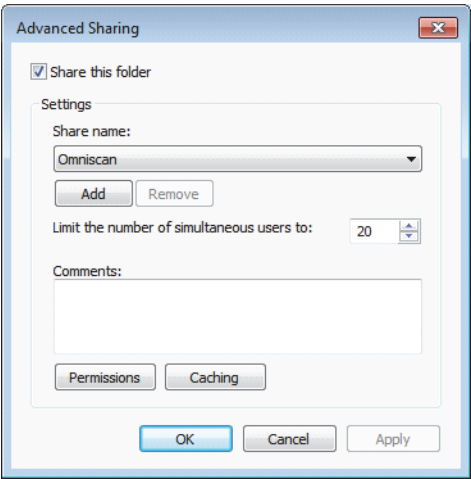 Advanced Sharing
Share this folder
Settings
Share name:
Omniscan
Add Remove
Limit the number of simultaneous users to: 20
Comments:
Permissions Caching
OK Cancel Apply